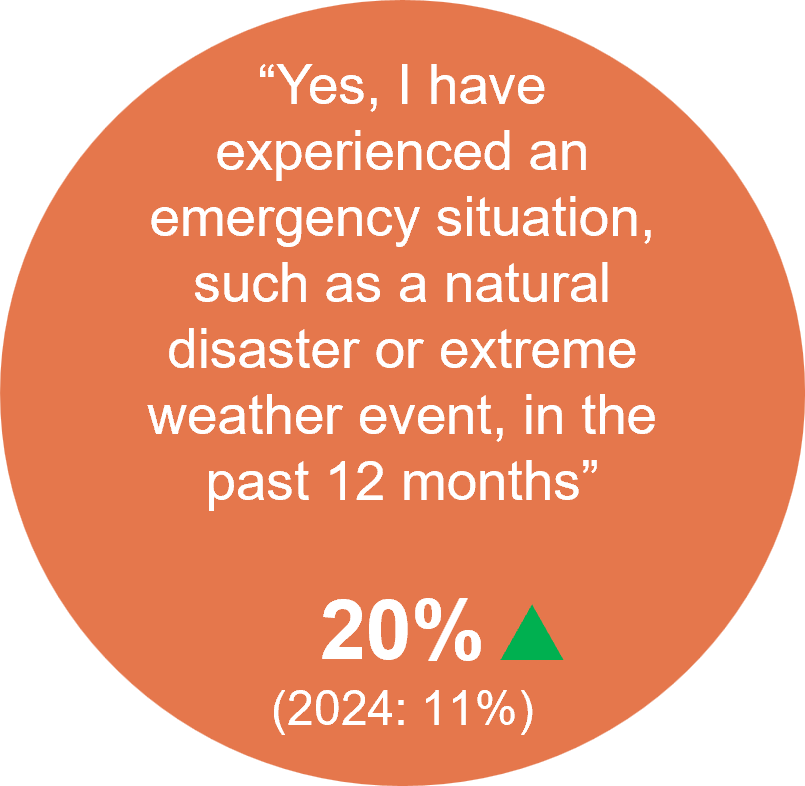 “Yes, I have
experienced an
emergency situation,
such as a natural
disaster or extreme
weather event, in the
past 12 months”
20%
(2024: 11%)